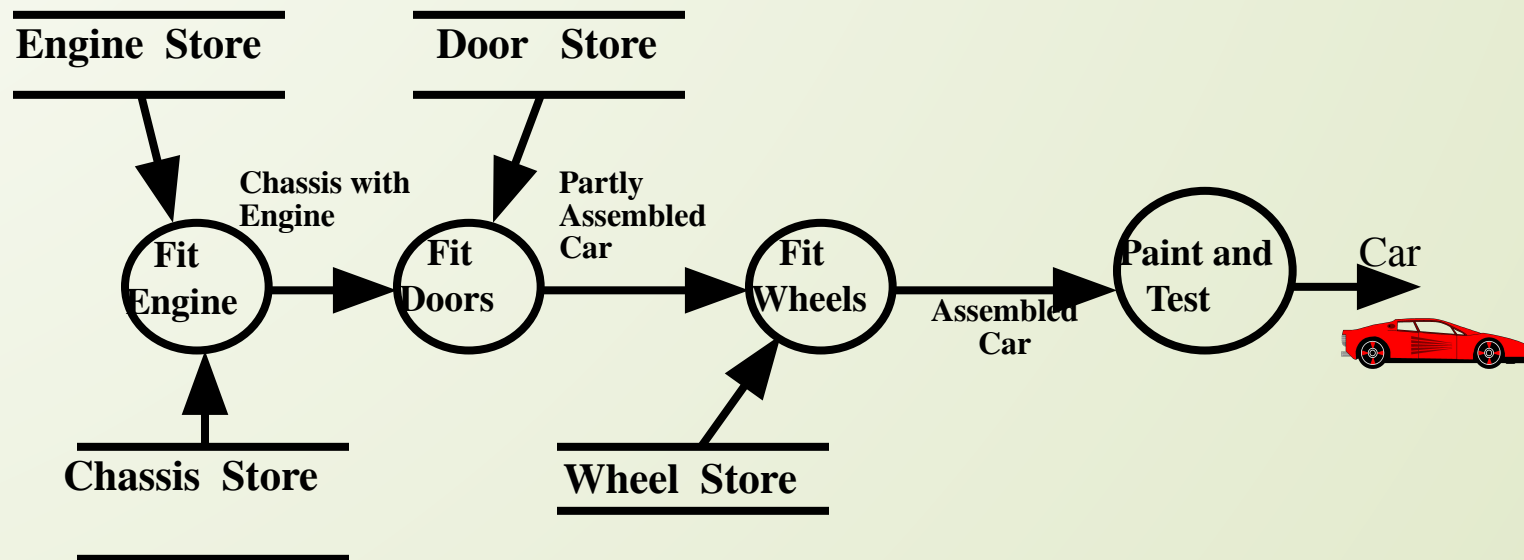 Engine Store
Door Store
Chassis with
Engine
Partly
Assembled
Car
Fit
Engine
Fit
Doors
Fit
Wheels
Assembled
Car
Paint and
Test
Car
Chassis Store
Wheel Store